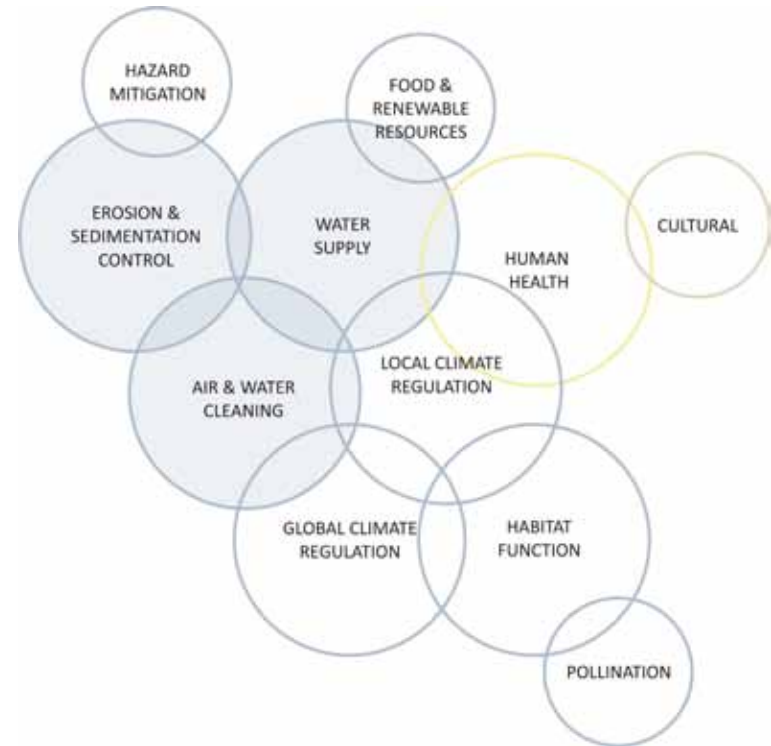 HAZARD
MITIGATION
FOOD &
RENEWABLE
RESOURCES
EROSION &
SEDIMENTATION
CONTROL
WATER
SUPPLY
HUMAN
HEALTH
CULTURAL
AIR & WATER
CLEANING
LOCAL CLIMATE
REGULATION
GLOBAL CLIMATE
REGULATION
HABITAT
FUNCTION
POLLINATION